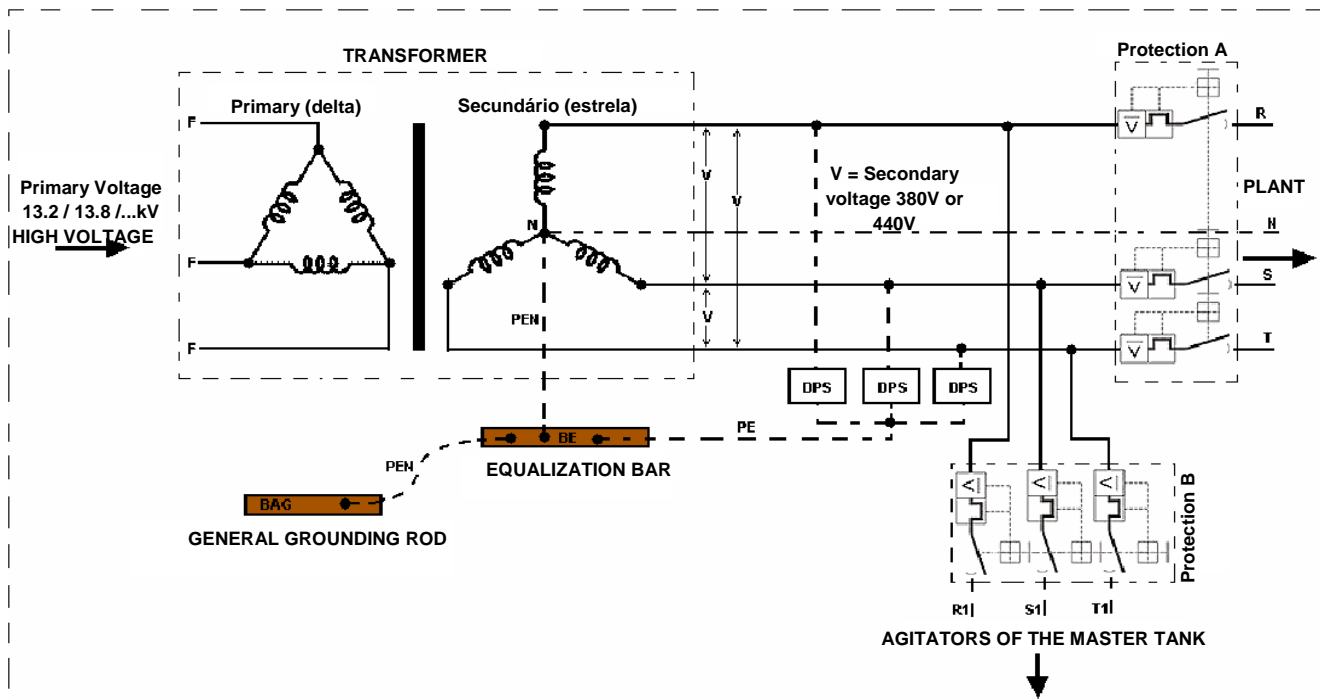 TRANSFORMER
Protection A
Primary (delta)
Secundário (estrela)
F
R
Primary Voltage
13.2 / 13.8 /...kV
HIGH VOLTAGE
V
V
V = Secondary
voltage 380V or
440V
PLANT
N
N
F
S
PEN
V
T
F
DPS
DPS
DPS
BE
PE
EQUALIZATION BAR
PEN
BAG
GENERAL GROUNDING ROD
V
V
V
Protection B
V
V
V
R1
S1
T1
AGITATORS OF THE MASTER TANK